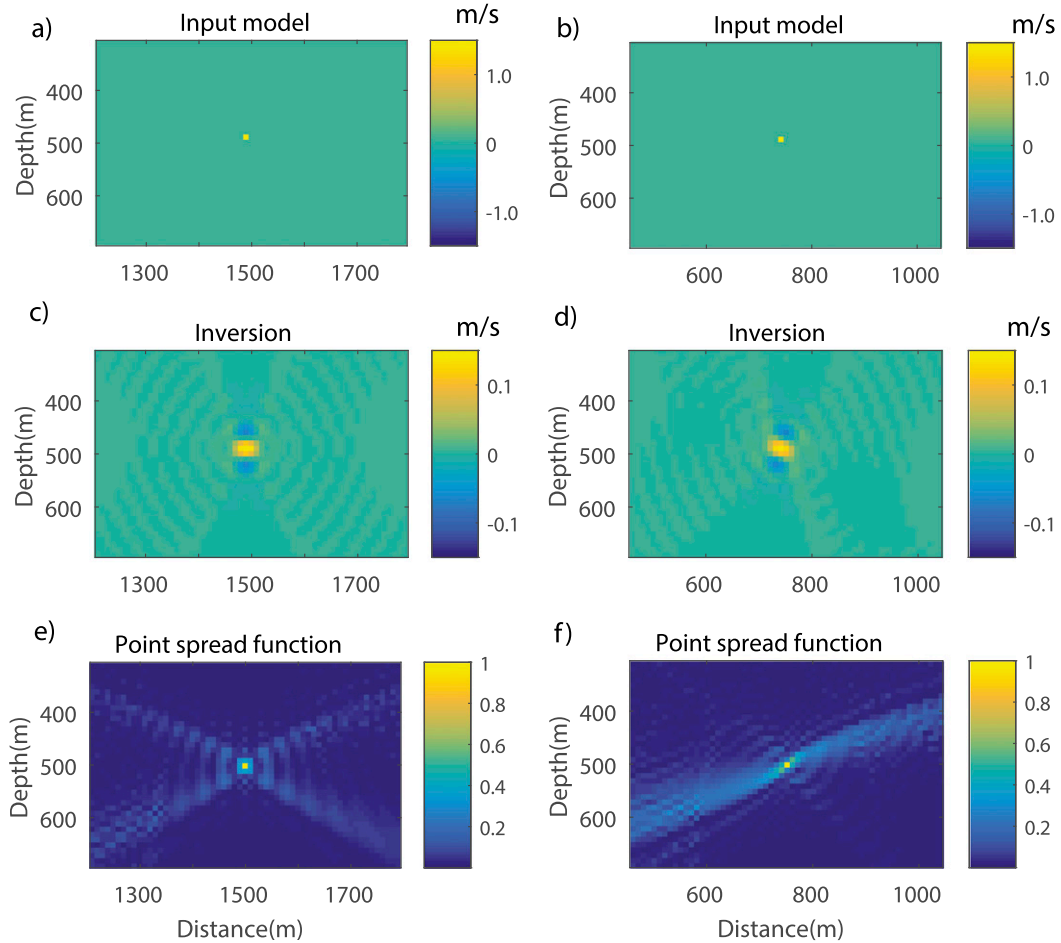 a)
Input model
m/s
Depth(m)
400
500
600
1300
1500
1700
1.0
0
-1.0
b)
Input model
m/s
Depth(m)
400
500
600
600
800
1000
1.0
0
-1.0
c)
Inversion
m/s
Depth(m)
400
500
600
1300
1500
1700
0.1
0
-0.1
d)
Inversion
m/s
Depth(m)
400
500
600
600
800
1000
0.1
0
-0.1
e)
Point spread function
Depth(m)
400
500
600
1300
1500
1700
Distance(m)
1
0.8
0.6
0.4
0.2
f)
Point spread function
Depth(m)
400
500
600
600
800
1000
Distance(m)
1
0.8
0.6
0.4
0.2